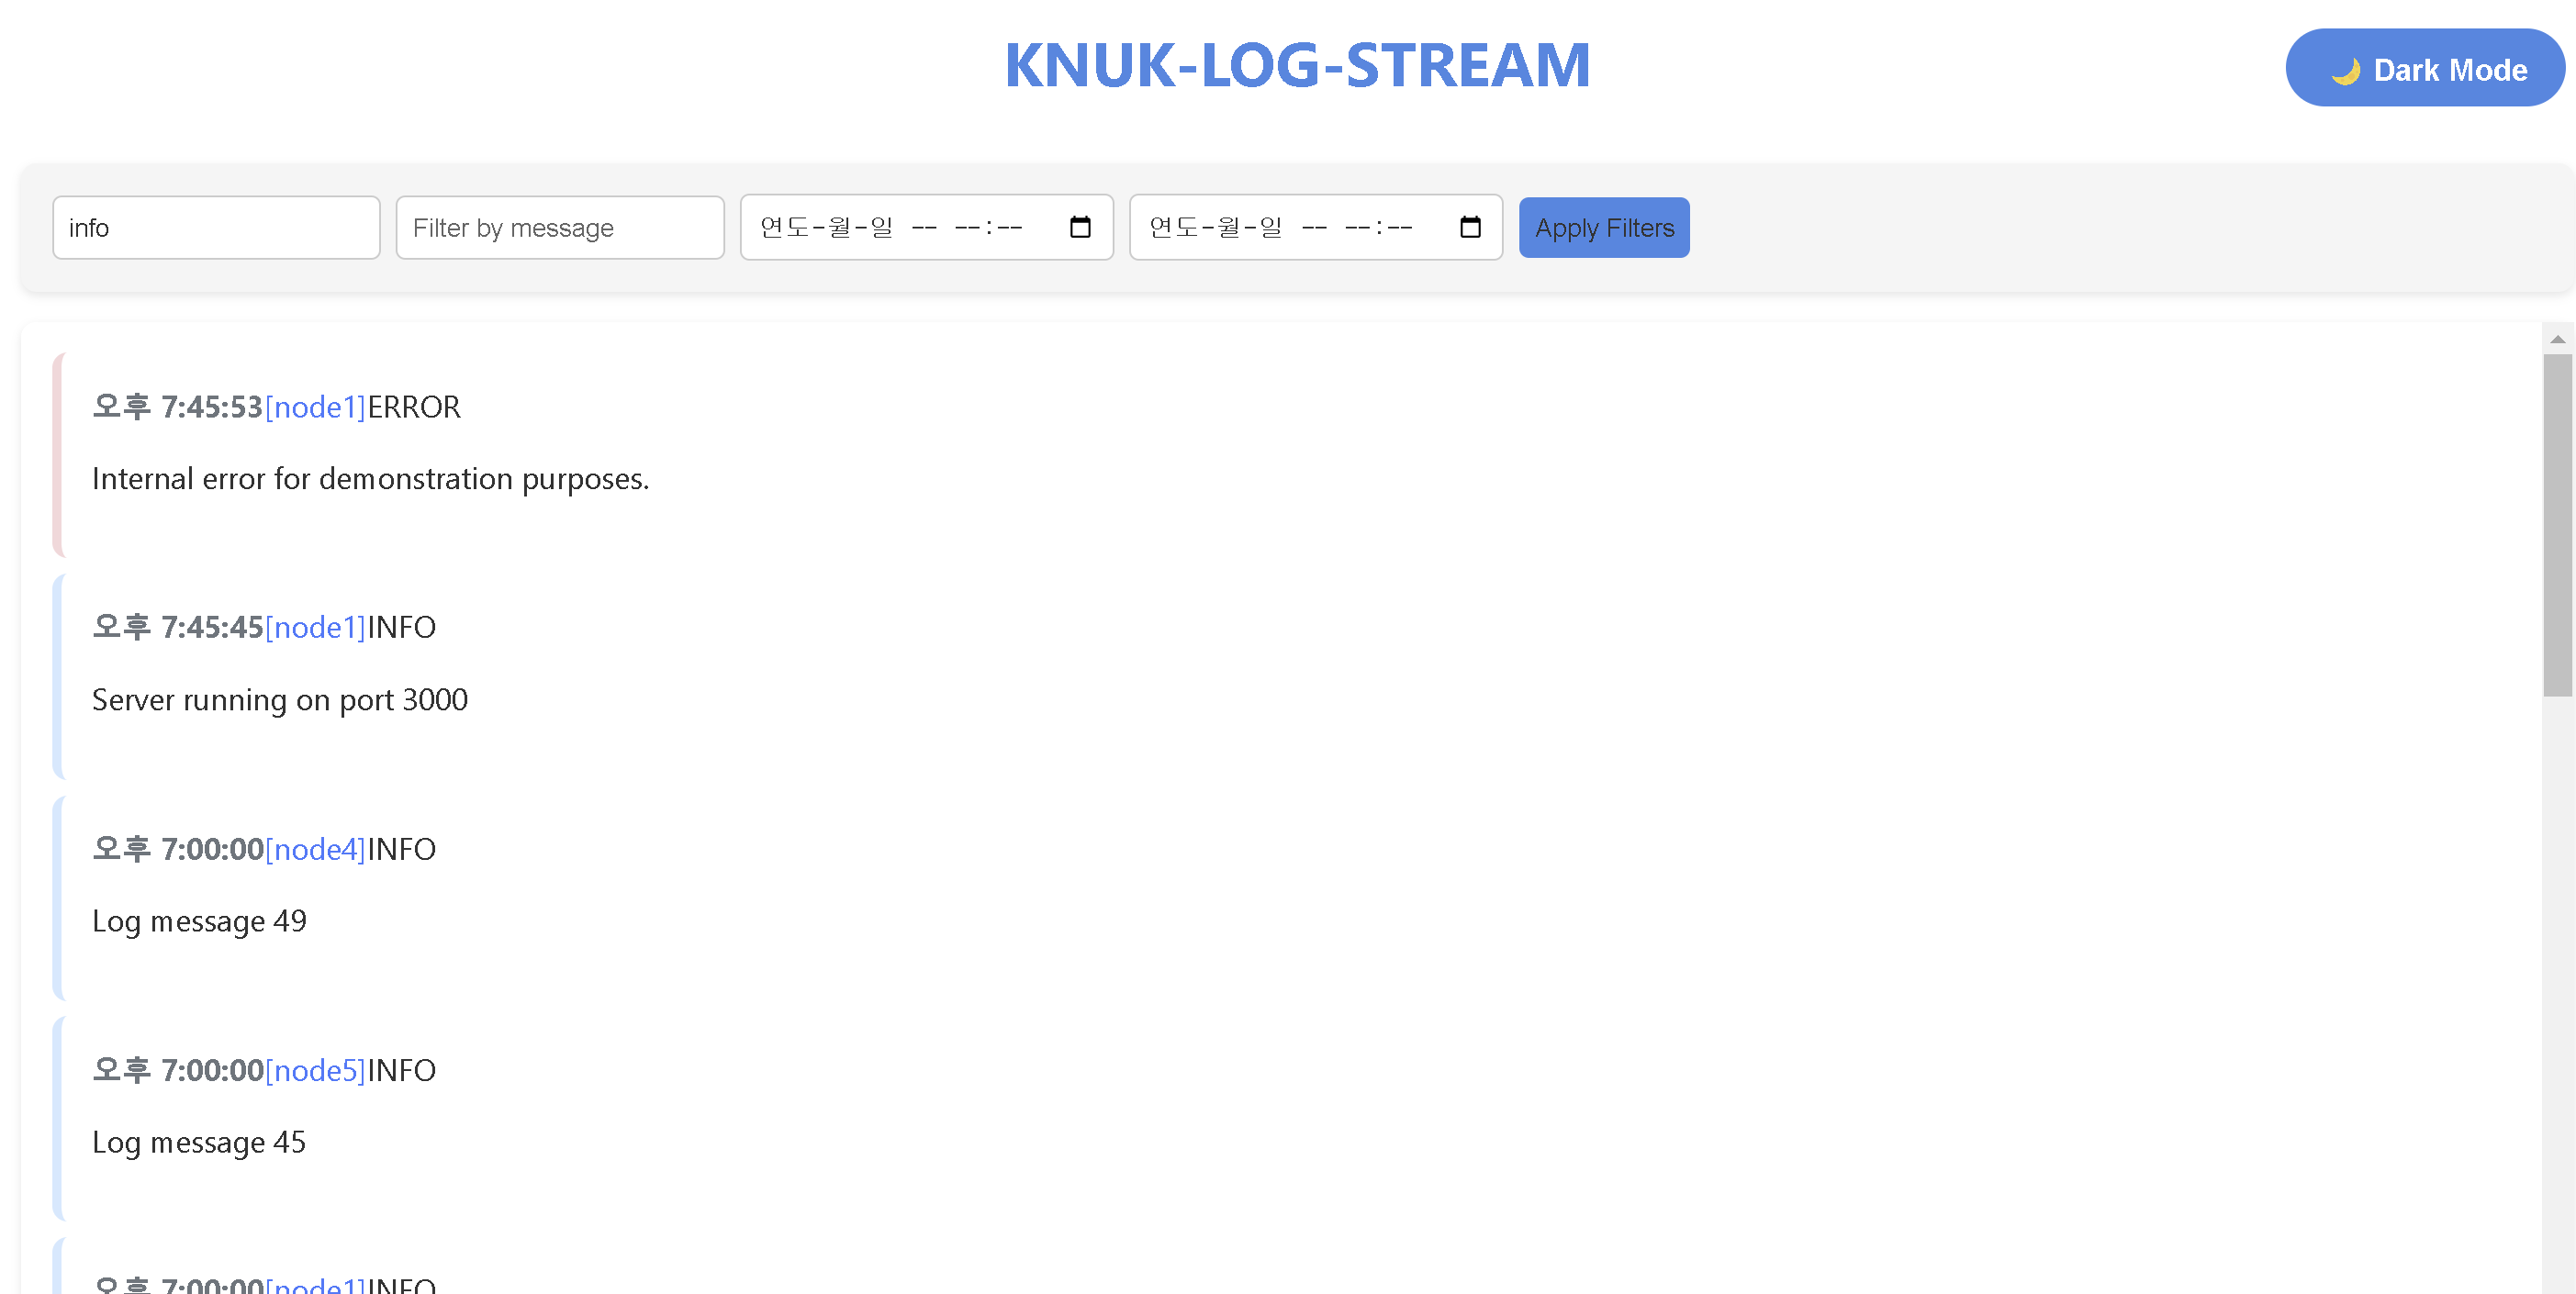 KNUK-LOG-STREAM
🌙 Dark Mode
info
Filter by message
연도-월-일 -- --:--
연도-월-일 -- --:--
Apply Filters
오후 7:45:53[node1]ERROR
Internal error for demonstration purposes.
오후 7:45:45[node1]INFO
Server running on port 3000
오후 7:00:00[node4]INFO
Log message 49
오후 7:00:00[node5]INFO
Log message 45
오후 7:00:00[node1]INFO